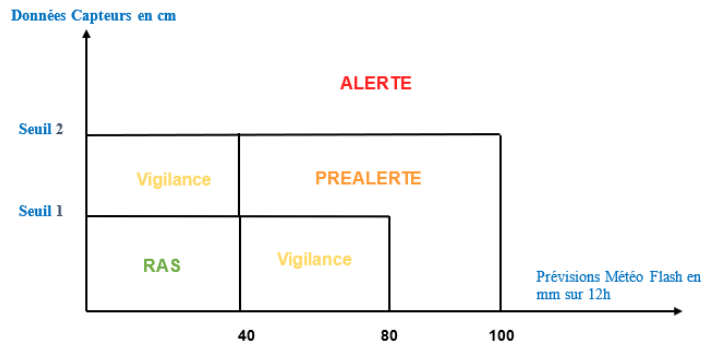 Données Capteurs en cm
ALERTE
Seuil 2
Vigilance
PREALERTE
Seuil 1
RAS
Vigilance
Prévisions Météo Flash en
mm sur 12h
40
80
100